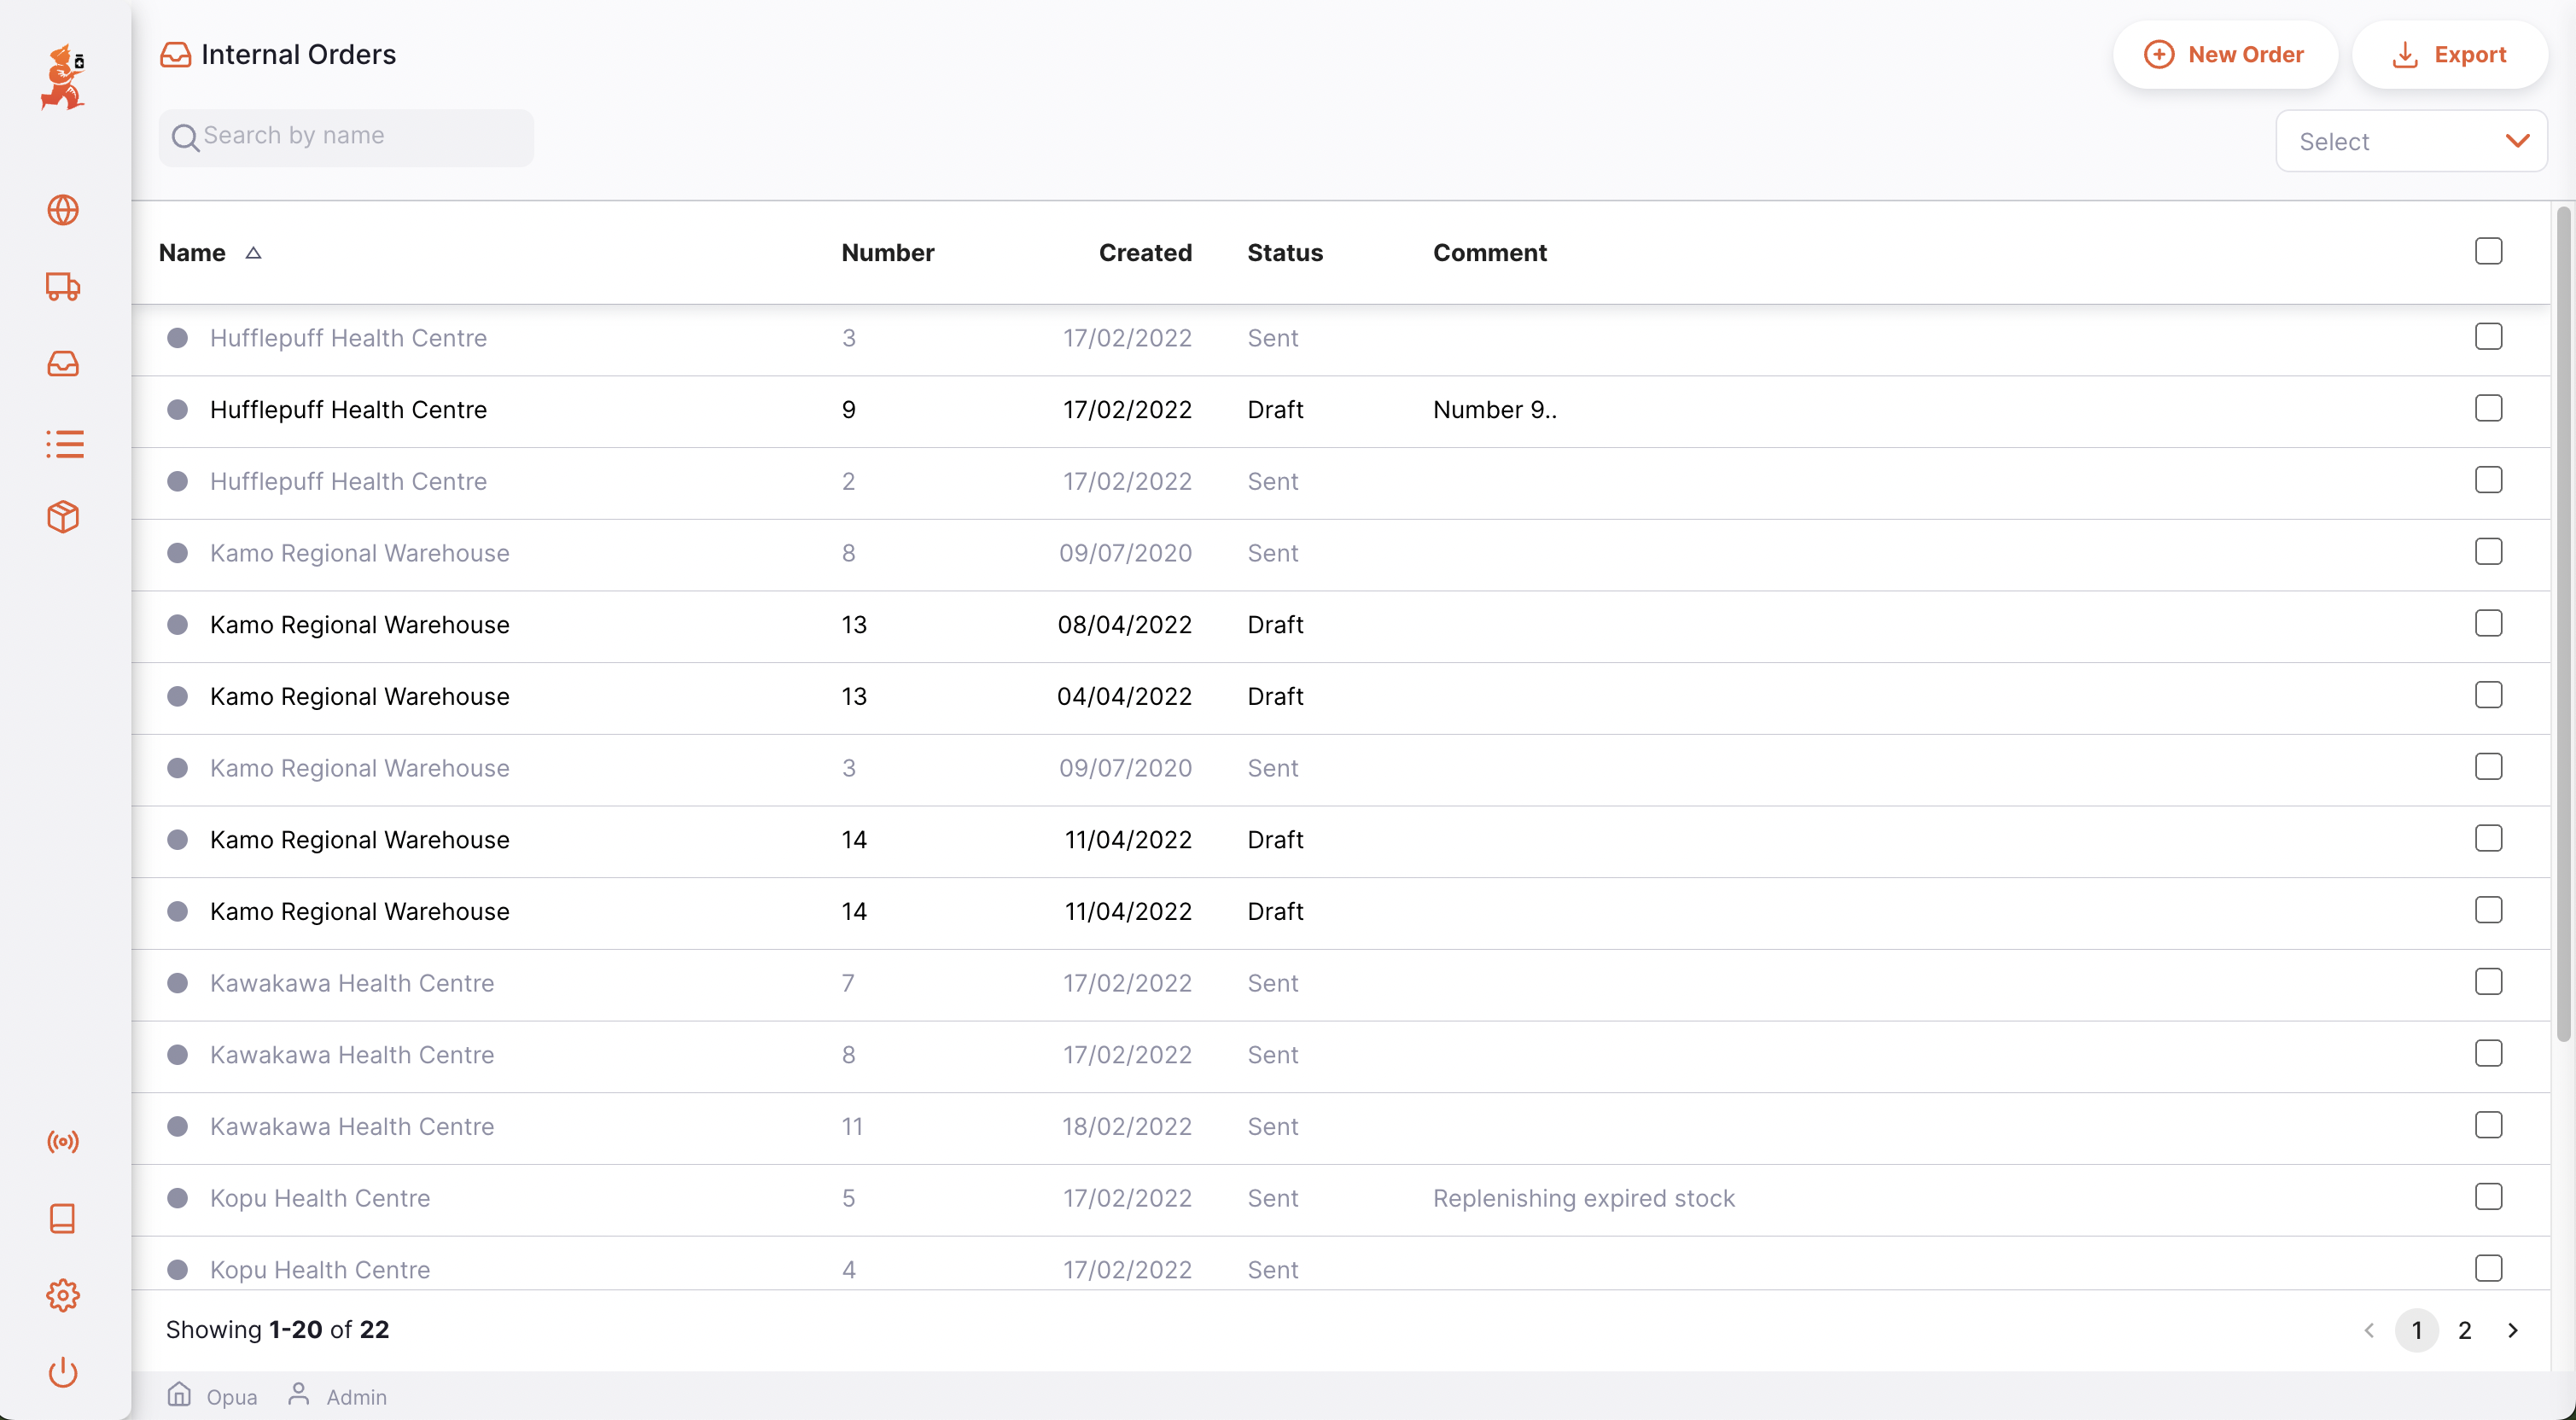 Internal Orders
New Order
Export
Search by name
Select
Name Number Created Status Comment
Hufflepuff Health Centre 3 17/02/2022 Sent
Hufflepuff Health Centre 9 17/02/2022 Draft Number 9..
Hufflepuff Health Centre 2 17/02/2022 Sent
Kamo Regional Warehouse 8 09/07/2020 Sent
Kamo Regional Warehouse 13 08/04/2022 Draft
Kamo Regional Warehouse 13 04/04/2022 Draft
Kamo Regional Warehouse 3 09/07/2020 Sent
Kamo Regional Warehouse 14 11/04/2022 Draft
Kamo Regional Warehouse 14 11/04/2022 Draft
Kawakawa Health Centre 7 17/02/2022 Sent
Kawakawa Health Centre 8 17/02/2022 Sent
Kawakawa Health Centre 11 18/02/2022 Sent
Kopu Health Centre 5 17/02/2022 Sent Replenishing expired stock
Kopu Health Centre 4 17/02/2022 Sent
Showing 1-20 of 22
1 2
Opua Admin